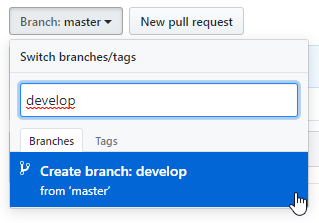 Branch: master New pull request
Switch branches/tags
develop
Branches Tags
Create branch: develop
from ‘master’